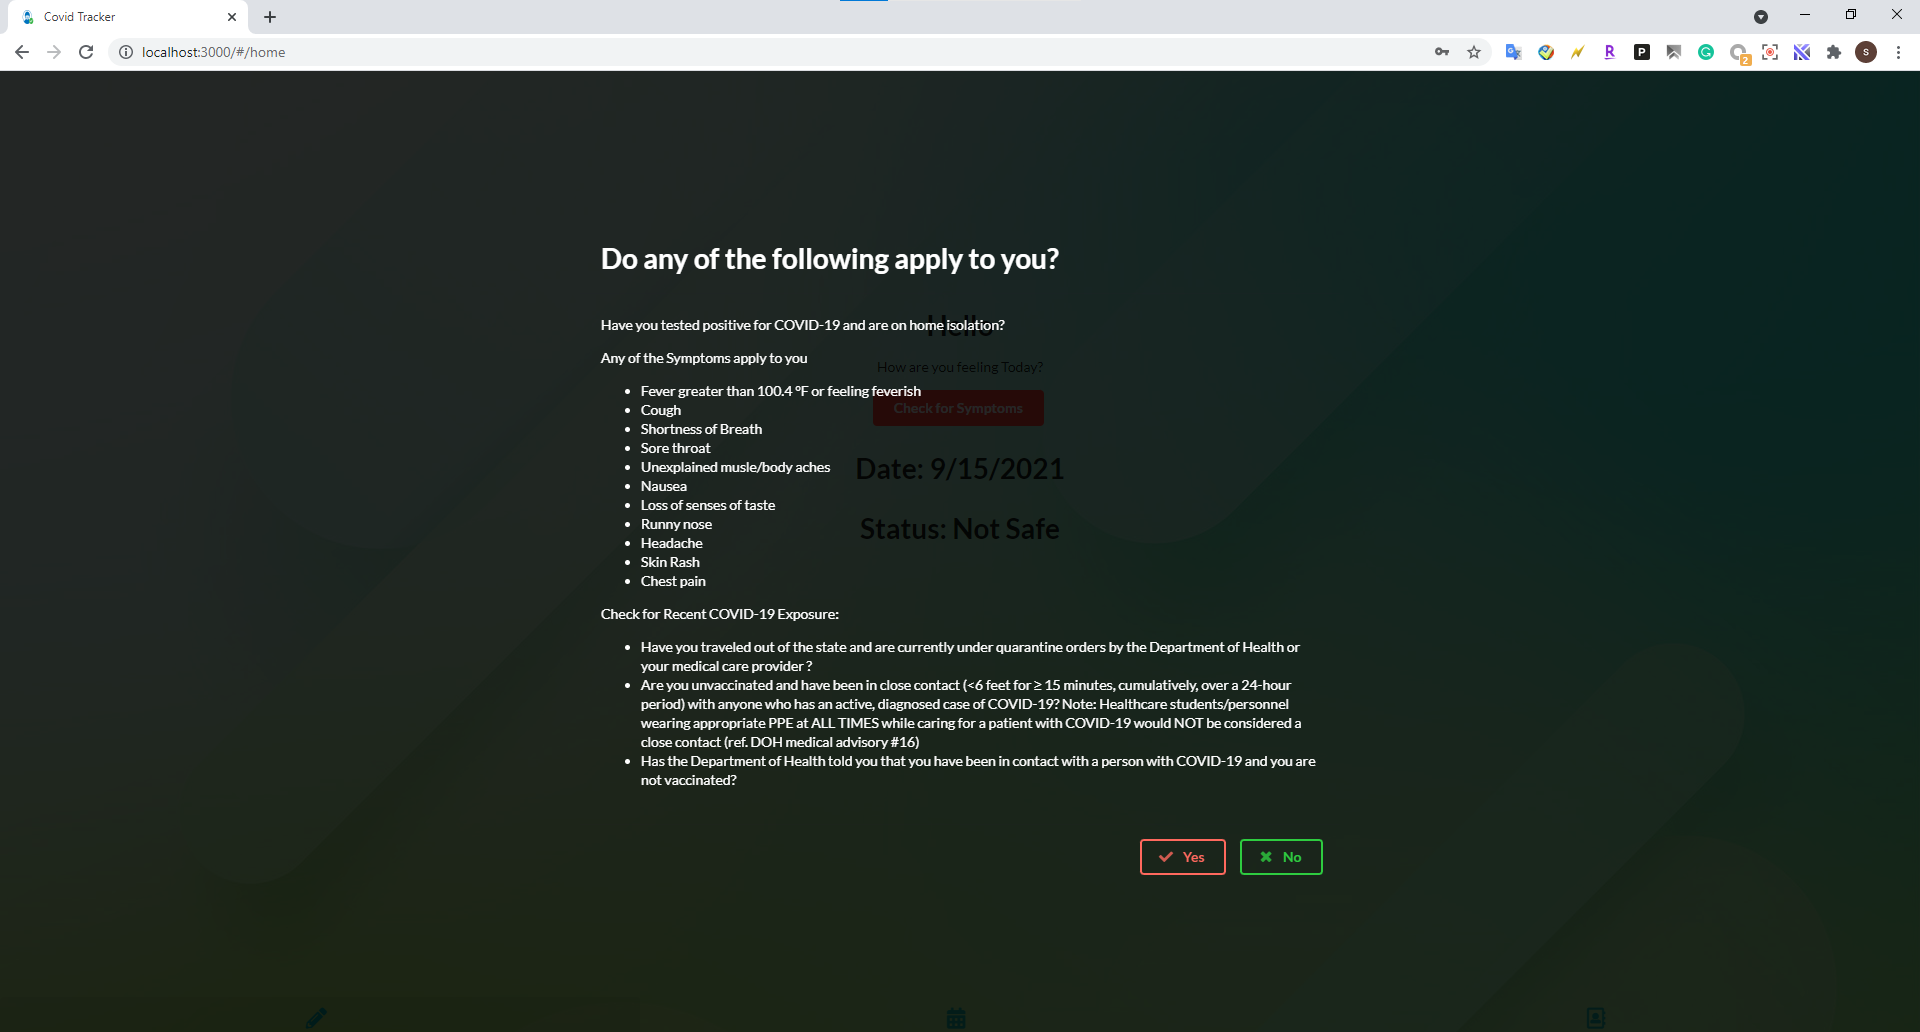 Covid Tracker
localhost:3000/#/home
R
P
G
2
S
Do any of the following apply to you?
Hello
Have you tested positive for COVID-19 and are on home isolation?
Any of the Symptoms apply to you
How are you feeling Today?
Fever greater than 100.4 °F or feeling feverish
Check for Symptoms
Cough
Shortness of Breath
Sore throat
Unexplained musle/body aches
Date: 9/15/2021
Nausea
Loss of senses of taste
Runny nose
Status: Not Safe
Headache
Skin Rash
Chest pain
Check for Recent COVID-19 Exposure:
Have you traveled out of the state and are currently under quarantine orders by the Department of Health or
your medical care provider ?
Are you unvaccinated and have been in close contact (<6 feet for ≥ 15 minutes, cumulatively, over a 24-hour
period) with anyone who has an active, diagnosed case of COVID-19? Note: Healthcare students/personnel
wearing appropriate PPE at ALL TIMES while caring for a patient with COVID-19 would NOT be considered a
close contact (ref. DOH medical advisory #16)
Has the Department of Health told you that you have been in contact with a person with COVID-19 and you are
not vaccinated?
Yes
No